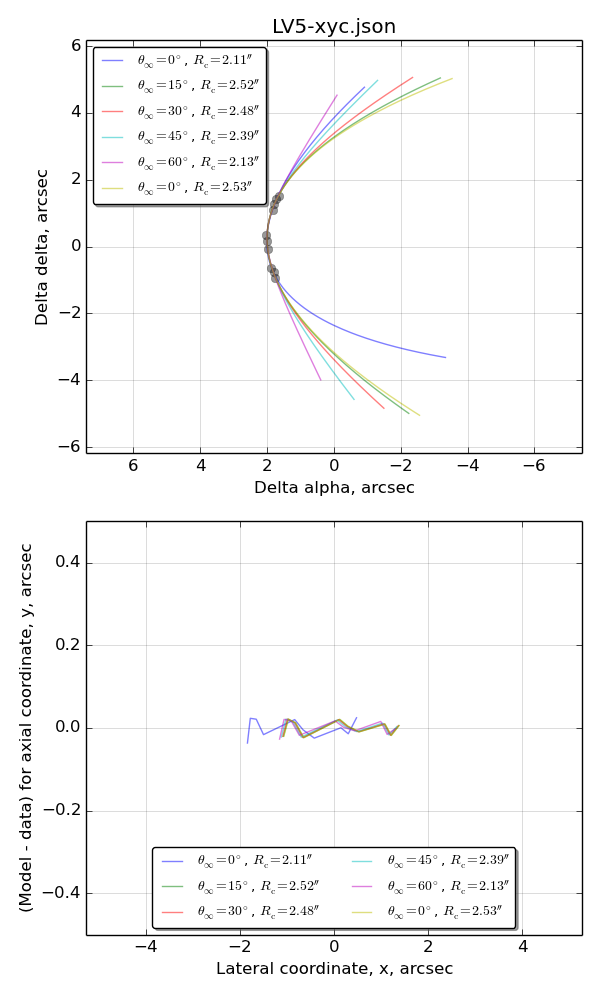 LV5-xyc.json
θ∞=0°, Rc=2.11″
θ∞=15°, Rc=2.52″
θ∞=30°, Rc=2.48″
θ∞=45°, Rc=2.39″
θ∞=60°, Rc=2.13″
θ∞=0°, Rc=2.53″
6
4
2
0
−2
−4
−6
Delta delta, arcsec
6 4 2 0 −2 −4 −6
Delta alpha, arcsec
0.4
0.2
0.0
−0.2
−0.4
(Model - data) for axial coordinate, y, arcsec
θ∞=0°, Rc=2.11″ θ∞=45°, Rc=2.39″
θ∞=15°, Rc=2.52″ θ∞=60°, Rc=2.13″
θ∞=30°, Rc=2.48″ θ∞=0°, Rc=2.53″
−4 −2 0 2 4
Lateral coordinate, x, arcsec